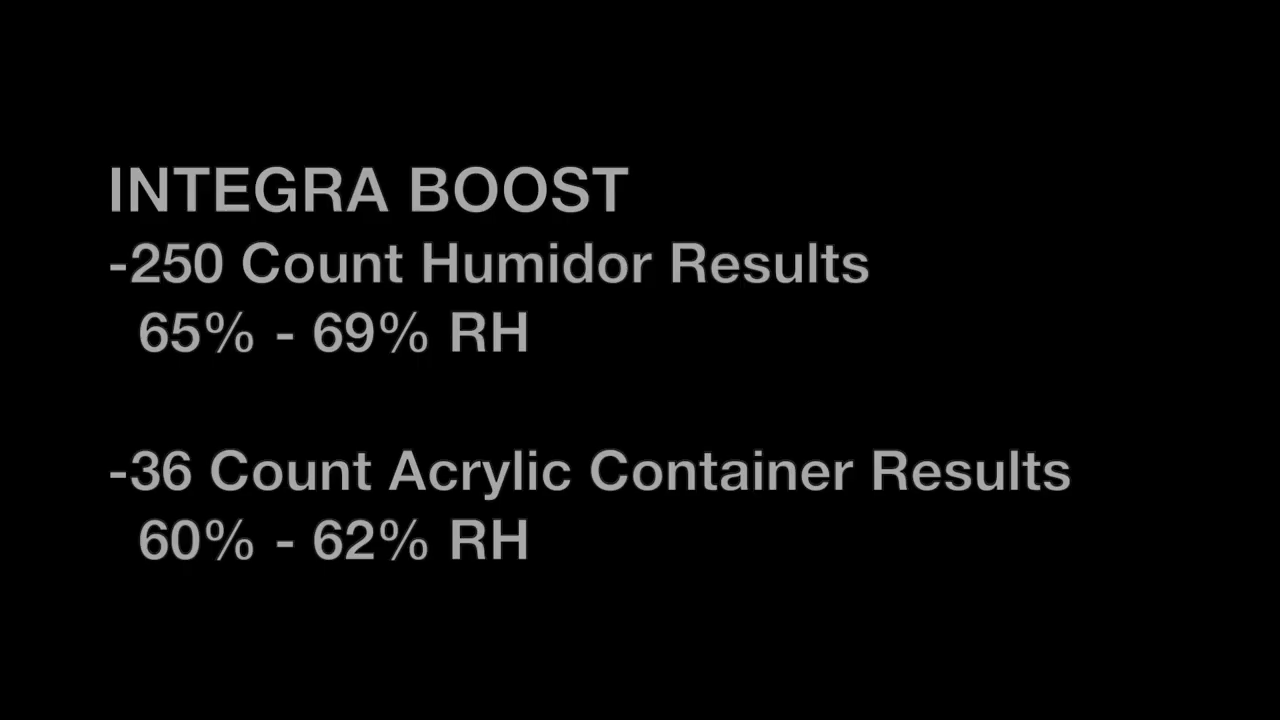 INTEGRA BOOST
-250 Count Humidor Results
65% - 69% RH
-36 Count Acrylic Container Results
60% - 62% RH